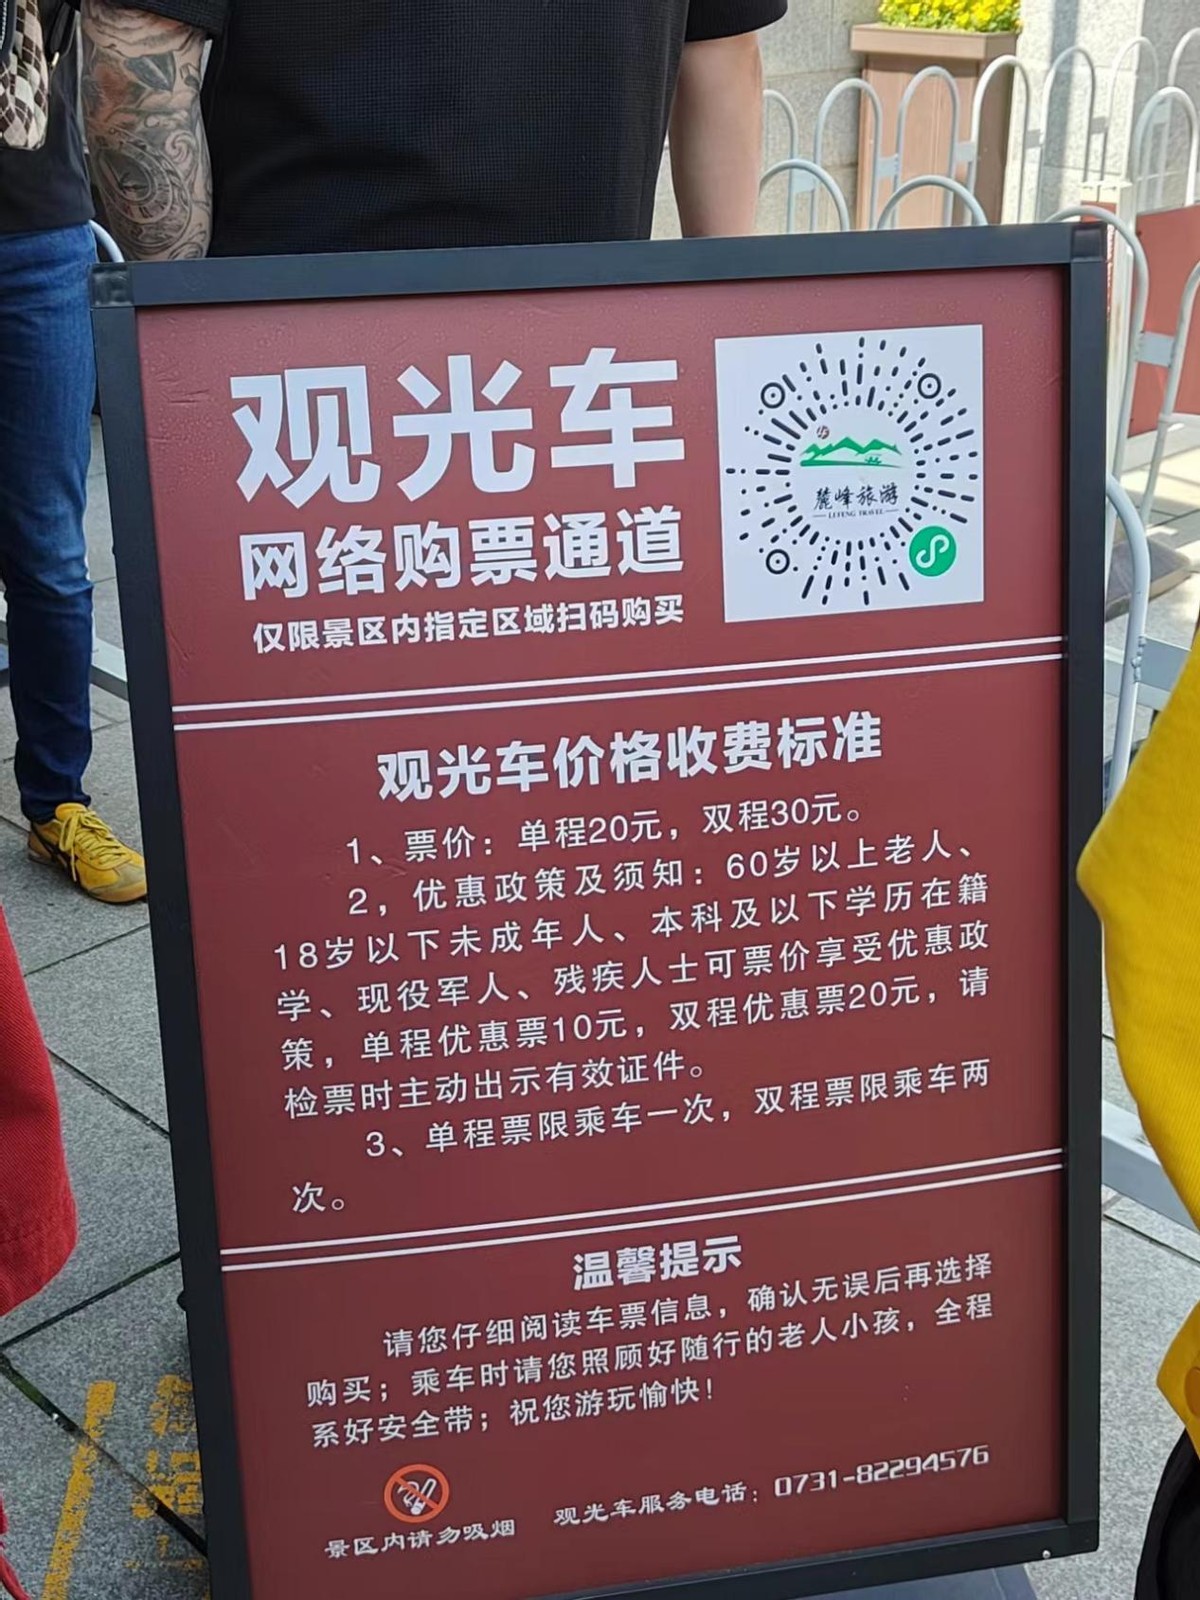 观光车
网络购票通道
仅限景区内指定区域扫码购买
麓峰旅游
LUFENG TRAVEL
观光车价格收费标准
1、票价：单程20元，双程30元。
2，优惠政策及须知：60岁以上老人、
18岁以下未成年人、本科及以下学历在籍
学、现役军人、残疾人士可票价享受优惠政
策，单程优惠票10元，双程优惠票20元，请
检票时主动出示有效证件。
3、单程票限乘车一次，双程票限乘车两
次。
温馨提示
请您仔细阅读车票信息，确认无误后再选择
购买；乘车时请您照顾好随行的老人小孩，全程
系好安全带；祝您游玩愉快！
景区内请勿吸烟
观光车服务电话：0731-82294576